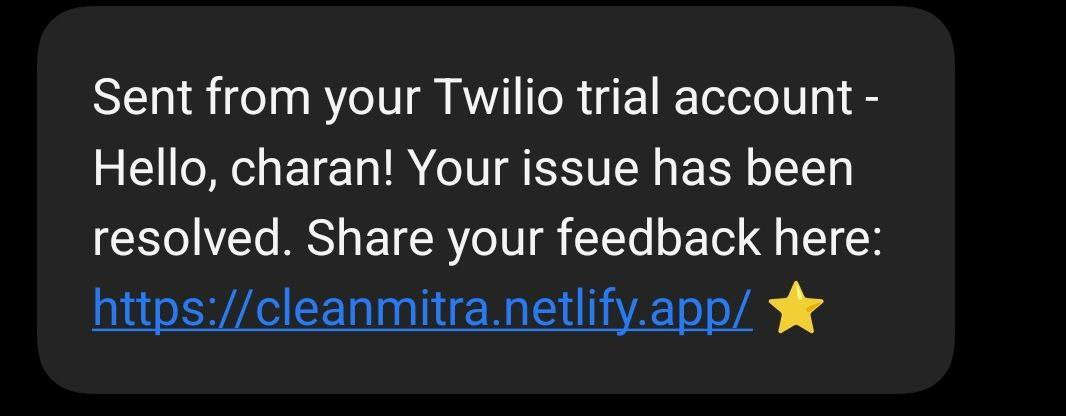 Sent from your Twilio trial account -
Hello, charan! Your issue has been
resolved. Share your feedback here:
https://cleanmitra.netlify.app/ ⭐